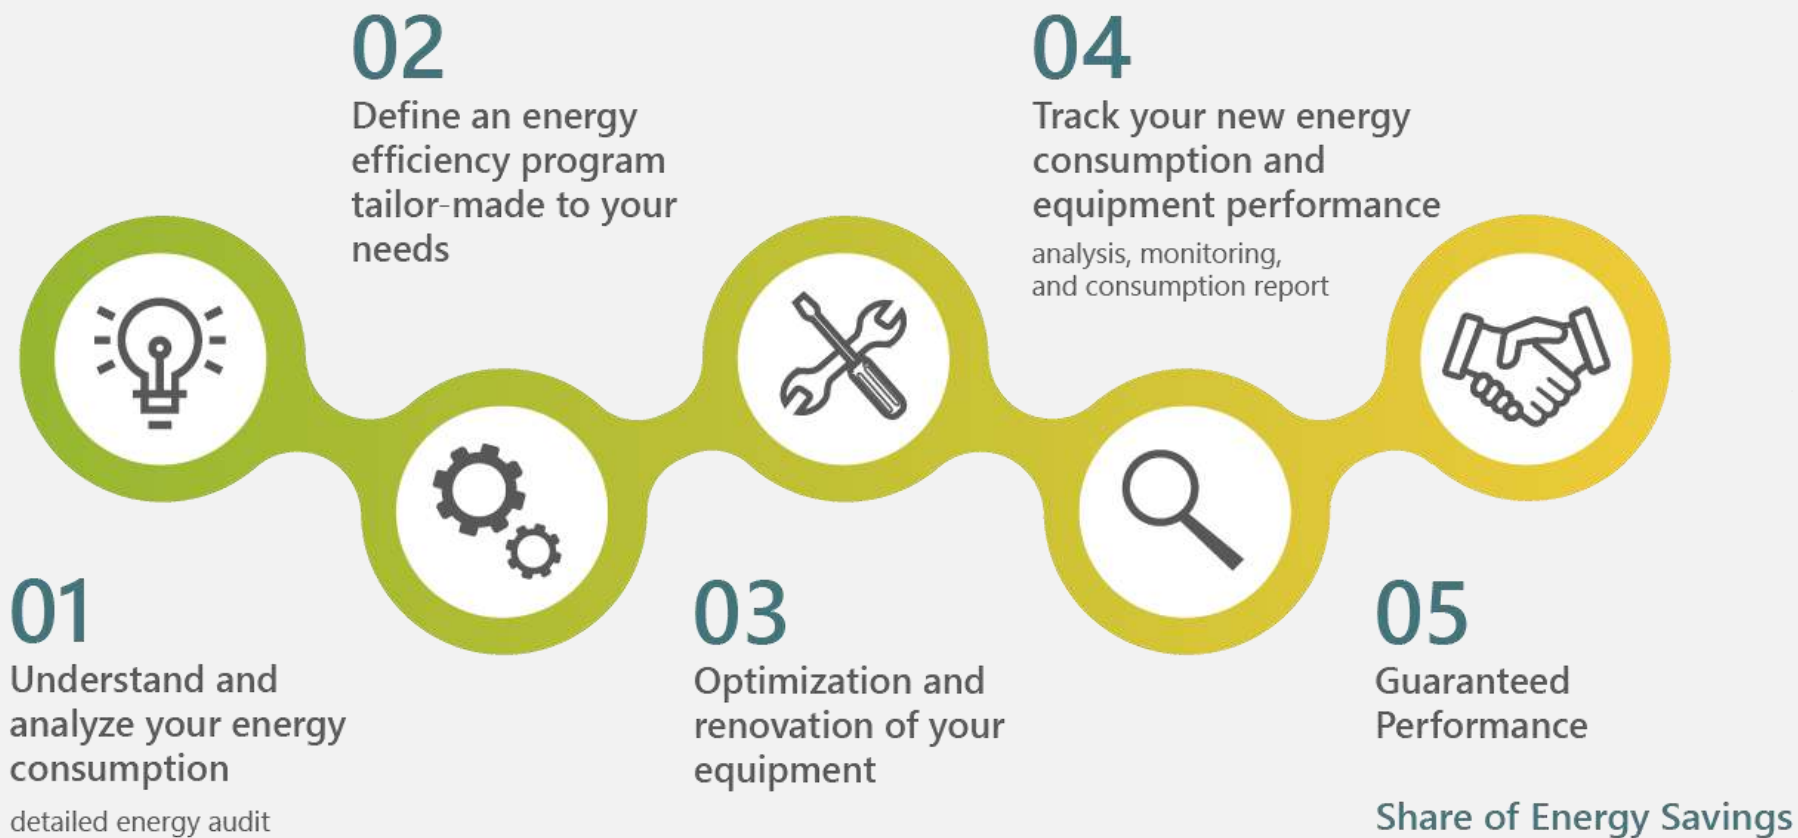 01
Understand and
analyze your energy
consumption
detailed energy audit
02
Define an energy
efficiency program
tailor-made to your
needs
03
Optimization and
renovation of your
equipment
04
Track your new energy
consumption and
equipment performance
analysis, monitoring,
and consumption report
05
Guaranteed
Performance
Share of Energy Savings